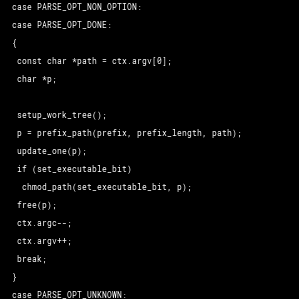 case PARSE_OPT_NON_OPTION:
case PARSE_OPT_DONE:
{
const char *path = ctx.argv[0];
char *p;
setup_work_tree();
p = prefix_path(prefix, prefix_length, path);
update_one(p);
if (set_executable_bit)
chmod_path(set_executable_bit, p);
free(p);
ctx.argc--;
ctx.argv++;
break;
}
case PARSE_OPT_UNKNOWN: